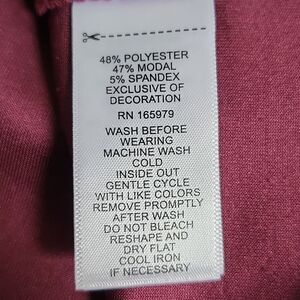 48% POLYESTER
47% MODAL
5% SPANDEX
EXCLUSIVE OF
DECORATION
RN 165979
WASH BEFORE
WEARING
MACHINE WASH
COLD
INSIDE OUT
GENTLE CYCLE
WITH LIKE COLORS
REMOVE PROMPTLY
AFTER WASH
DO NOT BLEACH
RESHAPE AND
DRY FLAT
COOL IRON
IF NECESSARY